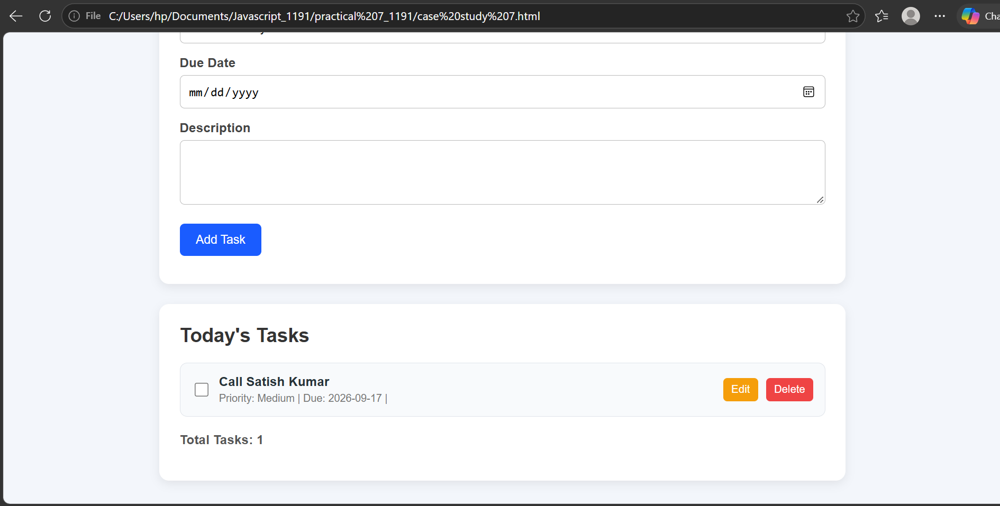 File C:/Users/hp/Documents/Javascript_1191/practical%207_1191/case%20study%207.html
Due Date
mm/dd/yyyy
Description
Add Task
Today's Tasks
Call Satish Kumar
Priority: Medium | Due: 2026-09-17 |
Edit Delete
Total Tasks: 1